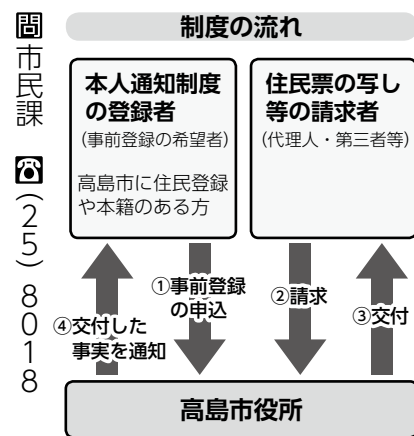 問市民課 ☎(25)8018
制度の流れ
本人通知制度
の登録者
(事前登録の希望者)
高島市に住民登録
や本籍のある方
住民票の写し
等の請求者
(代理人・第三者等)
①事前登録
の申込
②請求
③交付
④交付した
事実を通知
高島市役所